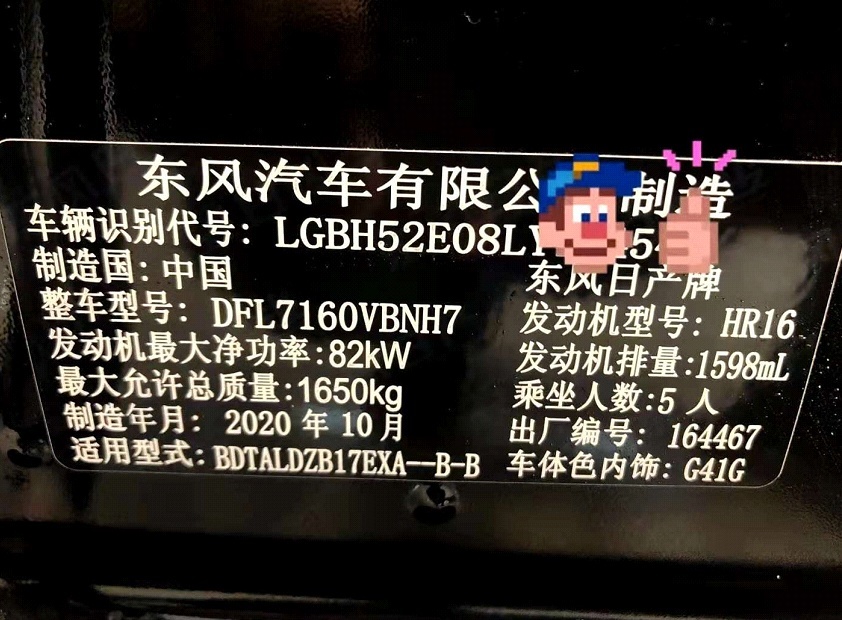 东风汽车有限公 制造
车辆识别代号: LGBH52E08LY
制造国: 中国 东风日产牌
整车型号: DFL7160VBNH7 发动机型号: HR16
发动机最大净功率:82kW 发动机排量:1598mL
最大允许总质量:1650kg 乘坐人数:5 人
制造年月: 2020 年 10 月 出厂编号: 164467
适用型式: BDTALDZB17EXA--B-B 车体色内饰: G41G